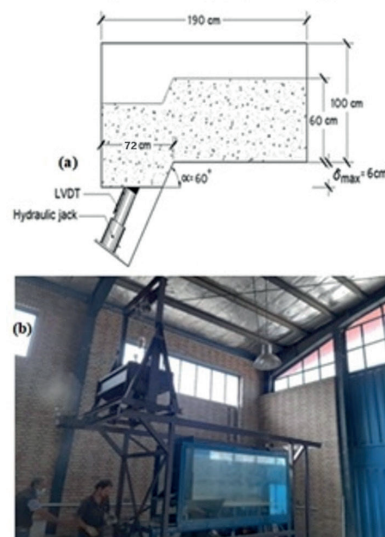 190 cm
100 cm
60 cm
72 cm
(a)
LVDT
α=60°
δmax=6cm
Hydraulic jack
(b)